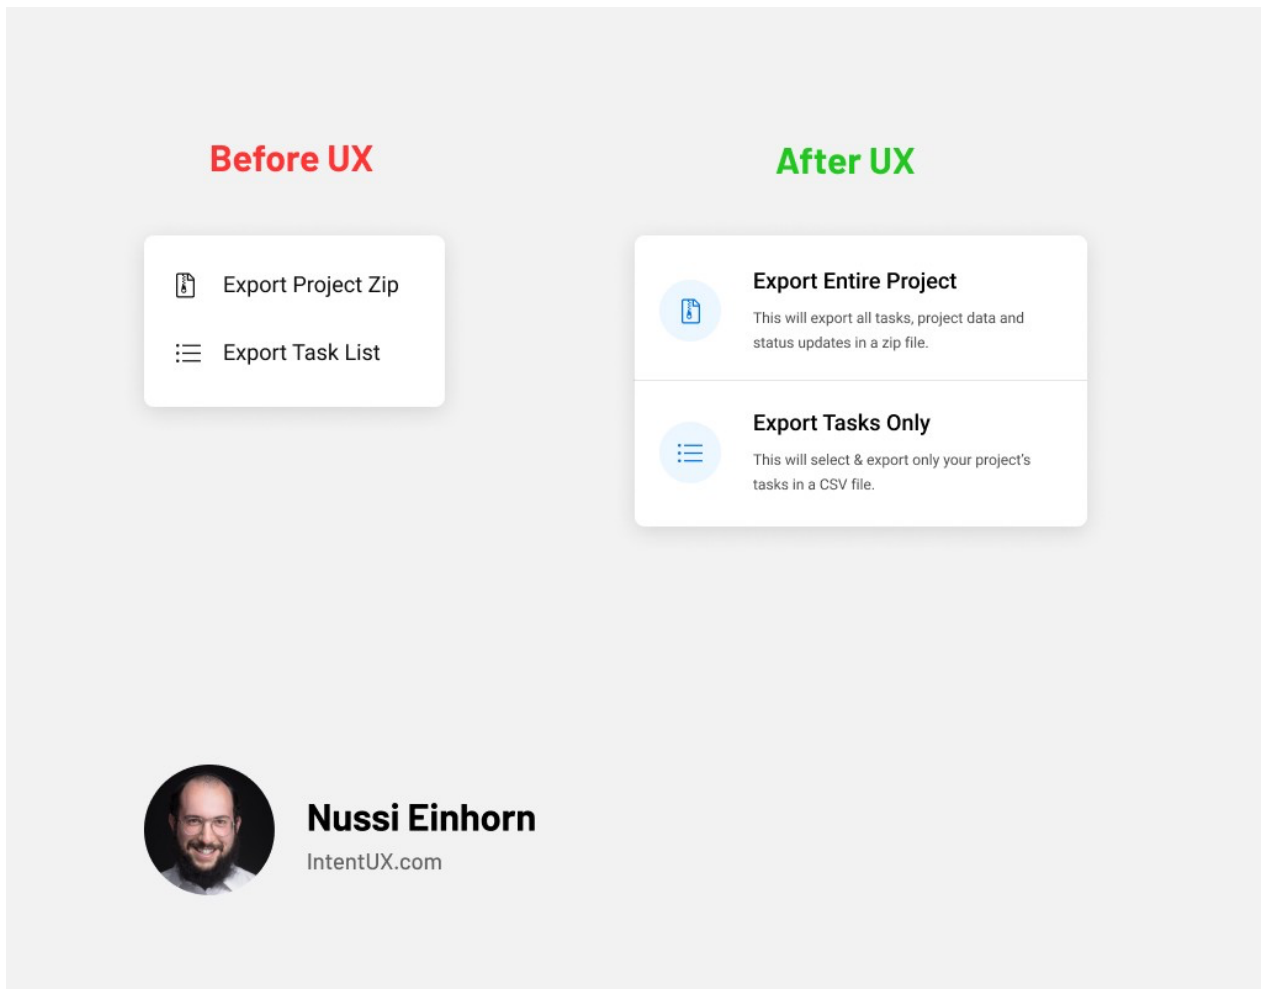 Before UX
After UX
Export Project Zip
Export Task List
Export Entire Project
This will export all tasks, project data and
status updates in a zip file.
Export Tasks Only
This will select & export only your project's
tasks in a CSV file.
Nussi Einhorn
IntentUX.com